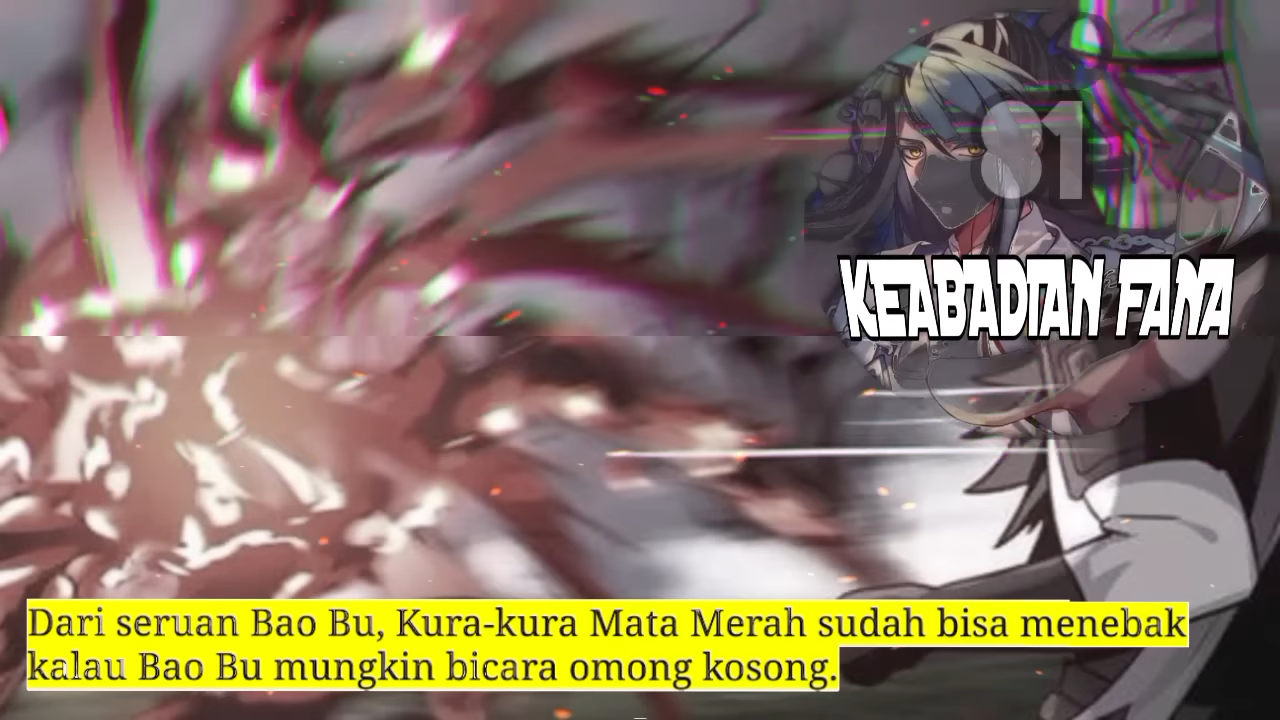 81
KEABADIAN FANA
Dari seruan Bao Bu, Kura-kura Mata Merah sudah bisa menebak
kalau Bao Bu mungkin bicara omong kosong.